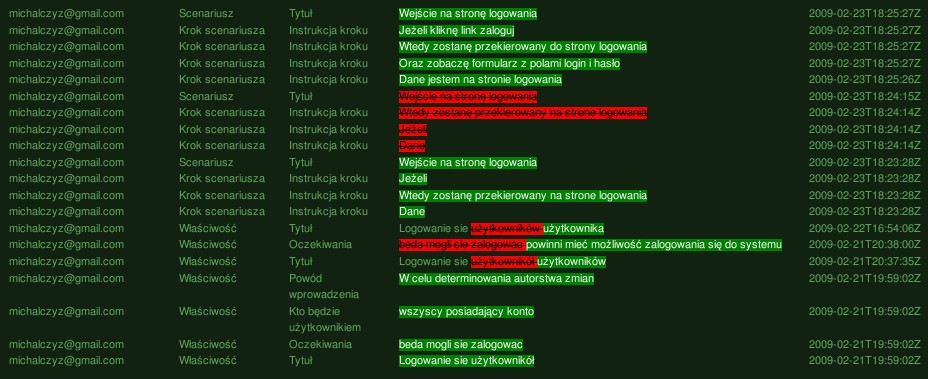 michalczyz@gmail.com Scenariusz Tytuł Wejście na stronę logowania 2009-02-23T18:25:27Z
michalczyz@gmail.com Krok scenariusza Instrukcja kroku Jeżeli kliknę link zaloguj 2009-02-23T18:25:27Z
michalczyz@gmail.com Krok scenariusza Instrukcja kroku Wtedy zostanę przekierowany do strony logowania 2009-02-23T18:25:27Z
michalczyz@gmail.com Krok scenariusza Instrukcja kroku Oraz zobaczę formularz z polami login i hasło 2009-02-23T18:25:27Z
michalczyz@gmail.com Krok scenariusza Instrukcja kroku Dane jestem na stronie logowania 2009-02-23T18:25:26Z
michalczyz@gmail.com Scenariusz Tytuł Wejście na stronę logowania 2009-02-23T18:24:15Z
michalczyz@gmail.com Krok scenariusza Instrukcja kroku Wtedy zostanę przekierowany na strone logowania 2009-02-23T18:24:14Z
michalczyz@gmail.com Krok scenariusza Instrukcja kroku Jeżeli 2009-02-23T18:24:14Z
michalczyz@gmail.com Krok scenariusza Instrukcja kroku Dane 2009-02-23T18:24:14Z
michalczyz@gmail.com Scenariusz Tytuł Wejście na stronę logowania 2009-02-23T18:23:28Z
michalczyz@gmail.com Krok scenariusza Instrukcja kroku Jeżeli 2009-02-23T18:23:28Z
michalczyz@gmail.com Krok scenariusza Instrukcja kroku Wtedy zostanę przekierowany na strone logowania 2009-02-23T18:23:28Z
michalczyz@gmail.com Krok scenariusza Instrukcja kroku Dane 2009-02-23T18:23:28Z
michalczyz@gmail.com Właściwość Tytuł Logowanie sie użytkowników użytkownika 2009-02-22T16:54:06Z
michalczyz@gmail.com Właściwość Oczekiwania beda mogli sie zalogowac powinni mieć możliwość zalogowania się do systemu 2009-02-21T20:38:00Z
michalczyz@gmail.com Właściwość Tytuł Logowanie sie użytkownikół użytkowników 2009-02-21T20:37:35Z
michalczyz@gmail.com Właściwość Powód W celu determinowania autorstwa zmian 2009-02-21T19:59:02Z
wprowadzenia
michalczyz@gmail.com Właściwość Kto będzie wszyscy posiadający konto 2009-02-21T19:59:02Z
użytkownikiem
michalczyz@gmail.com Właściwość Oczekiwania beda mogli sie zalogowac 2009-02-21T19:59:02Z
michalczyz@gmail.com Właściwość Tytuł Logowanie sie użytkownikół 2009-02-21T19:59:02Z